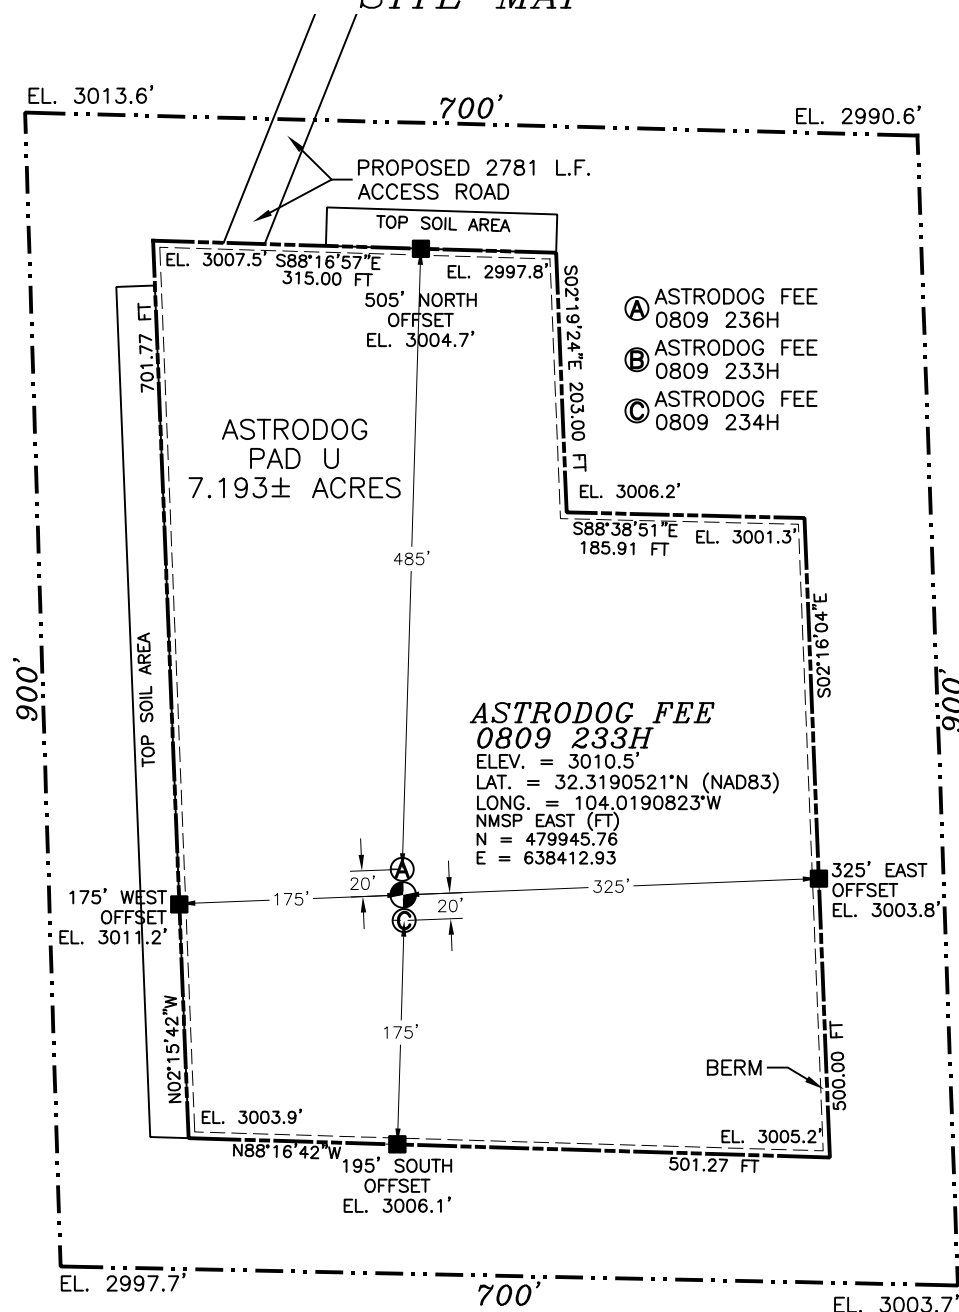 SITE MAP
EL. 3013.6'
700'
EL. 2990.6'
PROPOSED 2781 L.F.
ACCESS ROAD
TOP SOIL AREA
EL. 3007.5'
S88°16'57"E
315.00 FT
EL. 2997.8'
505' NORTH
OFFSET
EL. 3004.7'
S02°19'24"E 203.00 FT
A ASTRODOG FEE
0809 236H
B ASTRODOG FEE
0809 233H
C ASTRODOG FEE
0809 234H
701.77 FT
ASTRODOG
PAD U
7.193± ACRES
EL. 3006.2'
S88°38'51"E
185.91 FT
EL. 3001.3'
485'
S02°16'04"E
900'
TOP SOIL AREA
900'
ASTRODOG FEE
0809 233H
ELEV. = 3010.5'
LAT. = 32.3190521°N (NAD83)
LONG. = 104.0190823°W
NMSP EAST (FT)
N = 479945.76
E = 638412.93
A
20'
175'
325'
20'
C
175' WEST
OFFSET
EL. 3011.2'
325' EAST
OFFSET
EL. 3003.8'
175'
N02°15'42"W
BERM
500.00 FT
EL. 3003.9'
EL. 3005.2'
N88°16'42"W
195' SOUTH
OFFSET
EL. 3006.1'
501.27 FT
EL. 2997.7'
700'
EL. 3003.7'